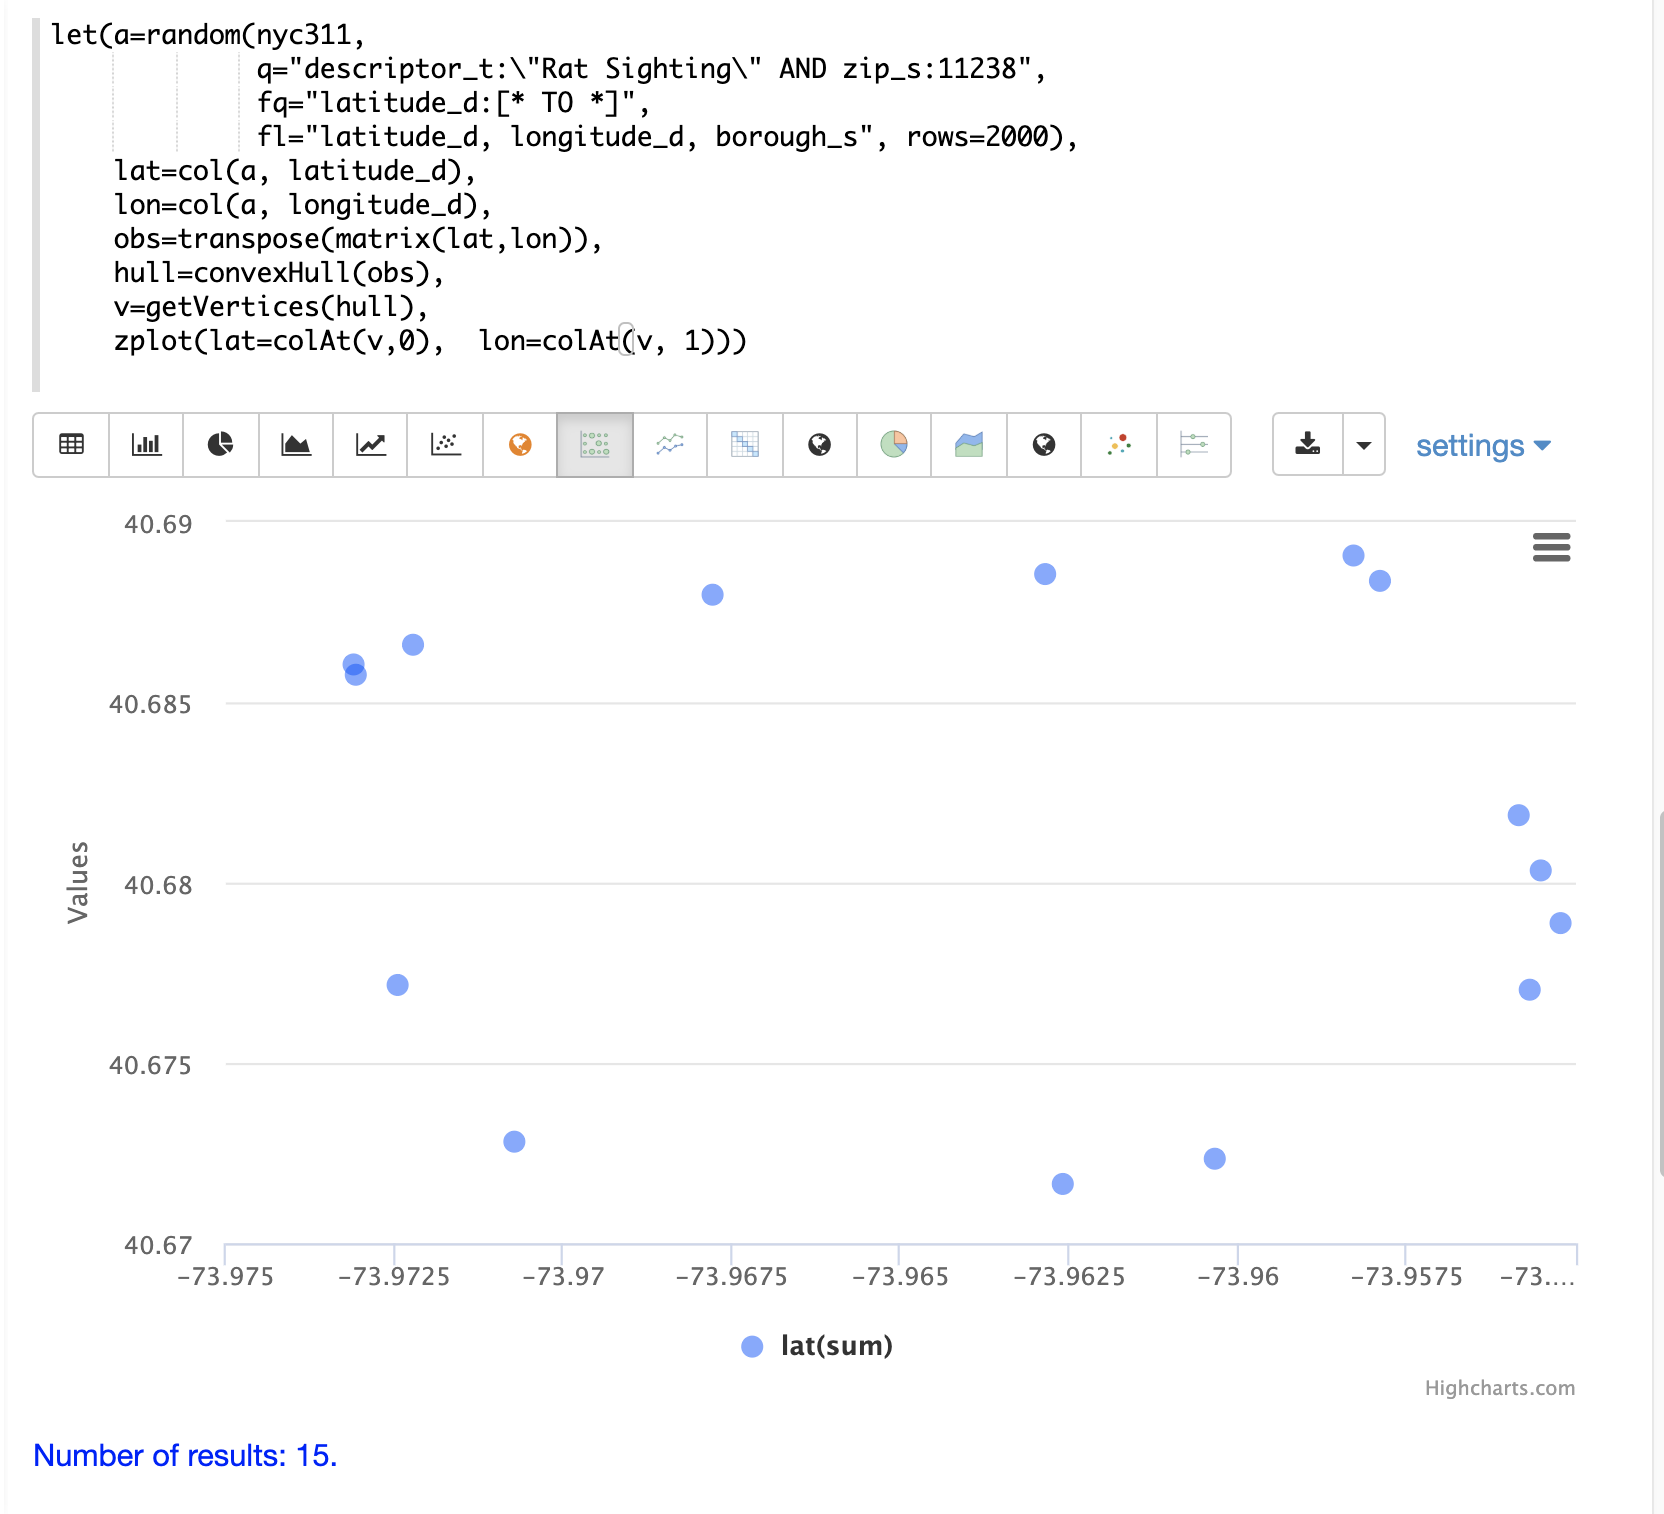 let(a=random(nyc311,
q="descriptor_t:\"Rat Sighting\" AND zip_s:11238",
fq="latitude_d:[* TO *]",
fl="latitude_d, longitude_d, borough_s", rows=2000),
lat=col(a, latitude_d),
lon=col(a, longitude_d),
obs=transpose(matrix(lat,lon)),
hull=convexHull(obs),
v=getVertices(hull),
zplot(lat=colAt(v,0),  lon=colAt(v, 1)))
settings
40.69
40.685
40.68
40.675
40.67
Values
-73.975 -73.9725 -73.97 -73.9675 -73.965 -73.9625 -73.96 -73.9575 -73....
lat(sum)
Highcharts.com
Number of results: 15.